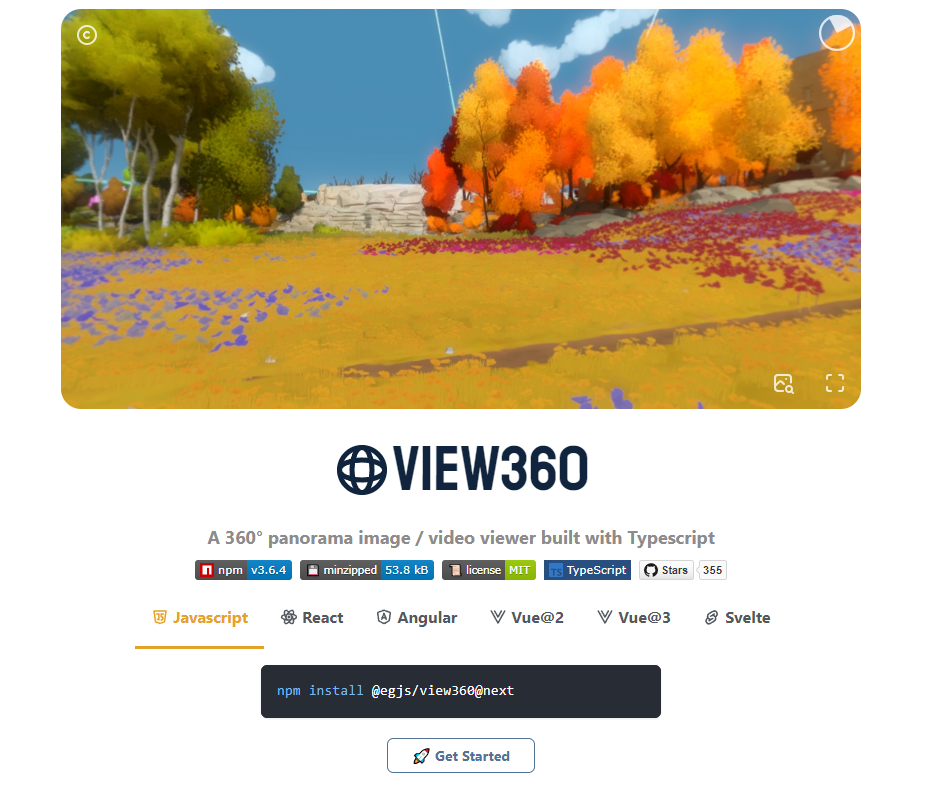 ©
VIEW360
A 360° panorama image / video viewer built with Typescript
n npm v3.6.4 minzipped 53.8 kB license MIT TS TypeScript Stars 355
JS Javascript React A Angular Vue@2 Vue@3 Svelte
npm install @egjs/view360@next
Get Started